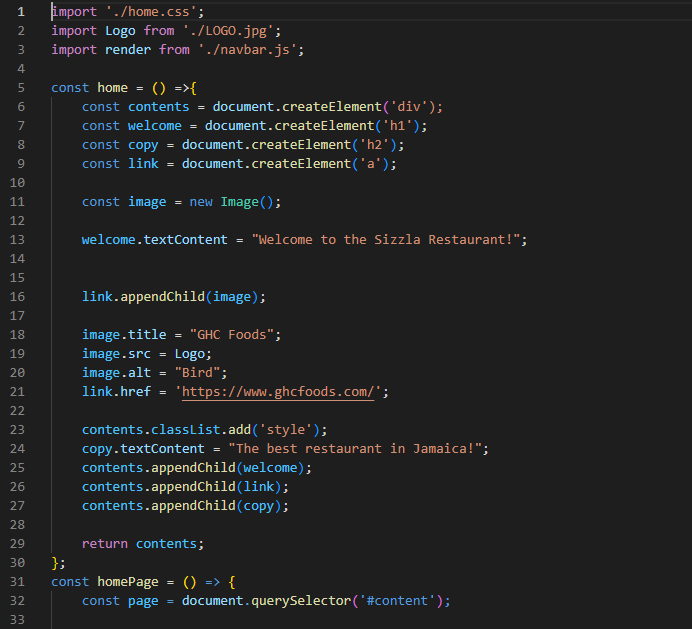 1 import './home.css';
2 import Logo from './LOGO.jpg';
3 import render from './navbar.js';
4
5 const home = () =>{
6     const contents = document.createElement('div');
7     const welcome = document.createElement('h1');
8     const copy = document.createElement('h2');
9     const link = document.createElement('a');
10
11     const image = new Image();
12
13     welcome.textContent = "Welcome to the Sizzla Restaurant!";
14
15
16     link.appendChild(image);
17
18     image.title = "GHC Foods";
19     image.src = Logo;
20     image.alt = "Bird";
21     link.href = 'https://www.ghcfoods.com/';
22
23     contents.classList.add('style');
24     copy.textContent = "The best restaurant in Jamaica!";
25     contents.appendChild(welcome);
26     contents.appendChild(link);
27     contents.appendChild(copy);
28
29     return contents;
30 };
31 const homePage = () => {
32     const page = document.querySelector('#content');
33